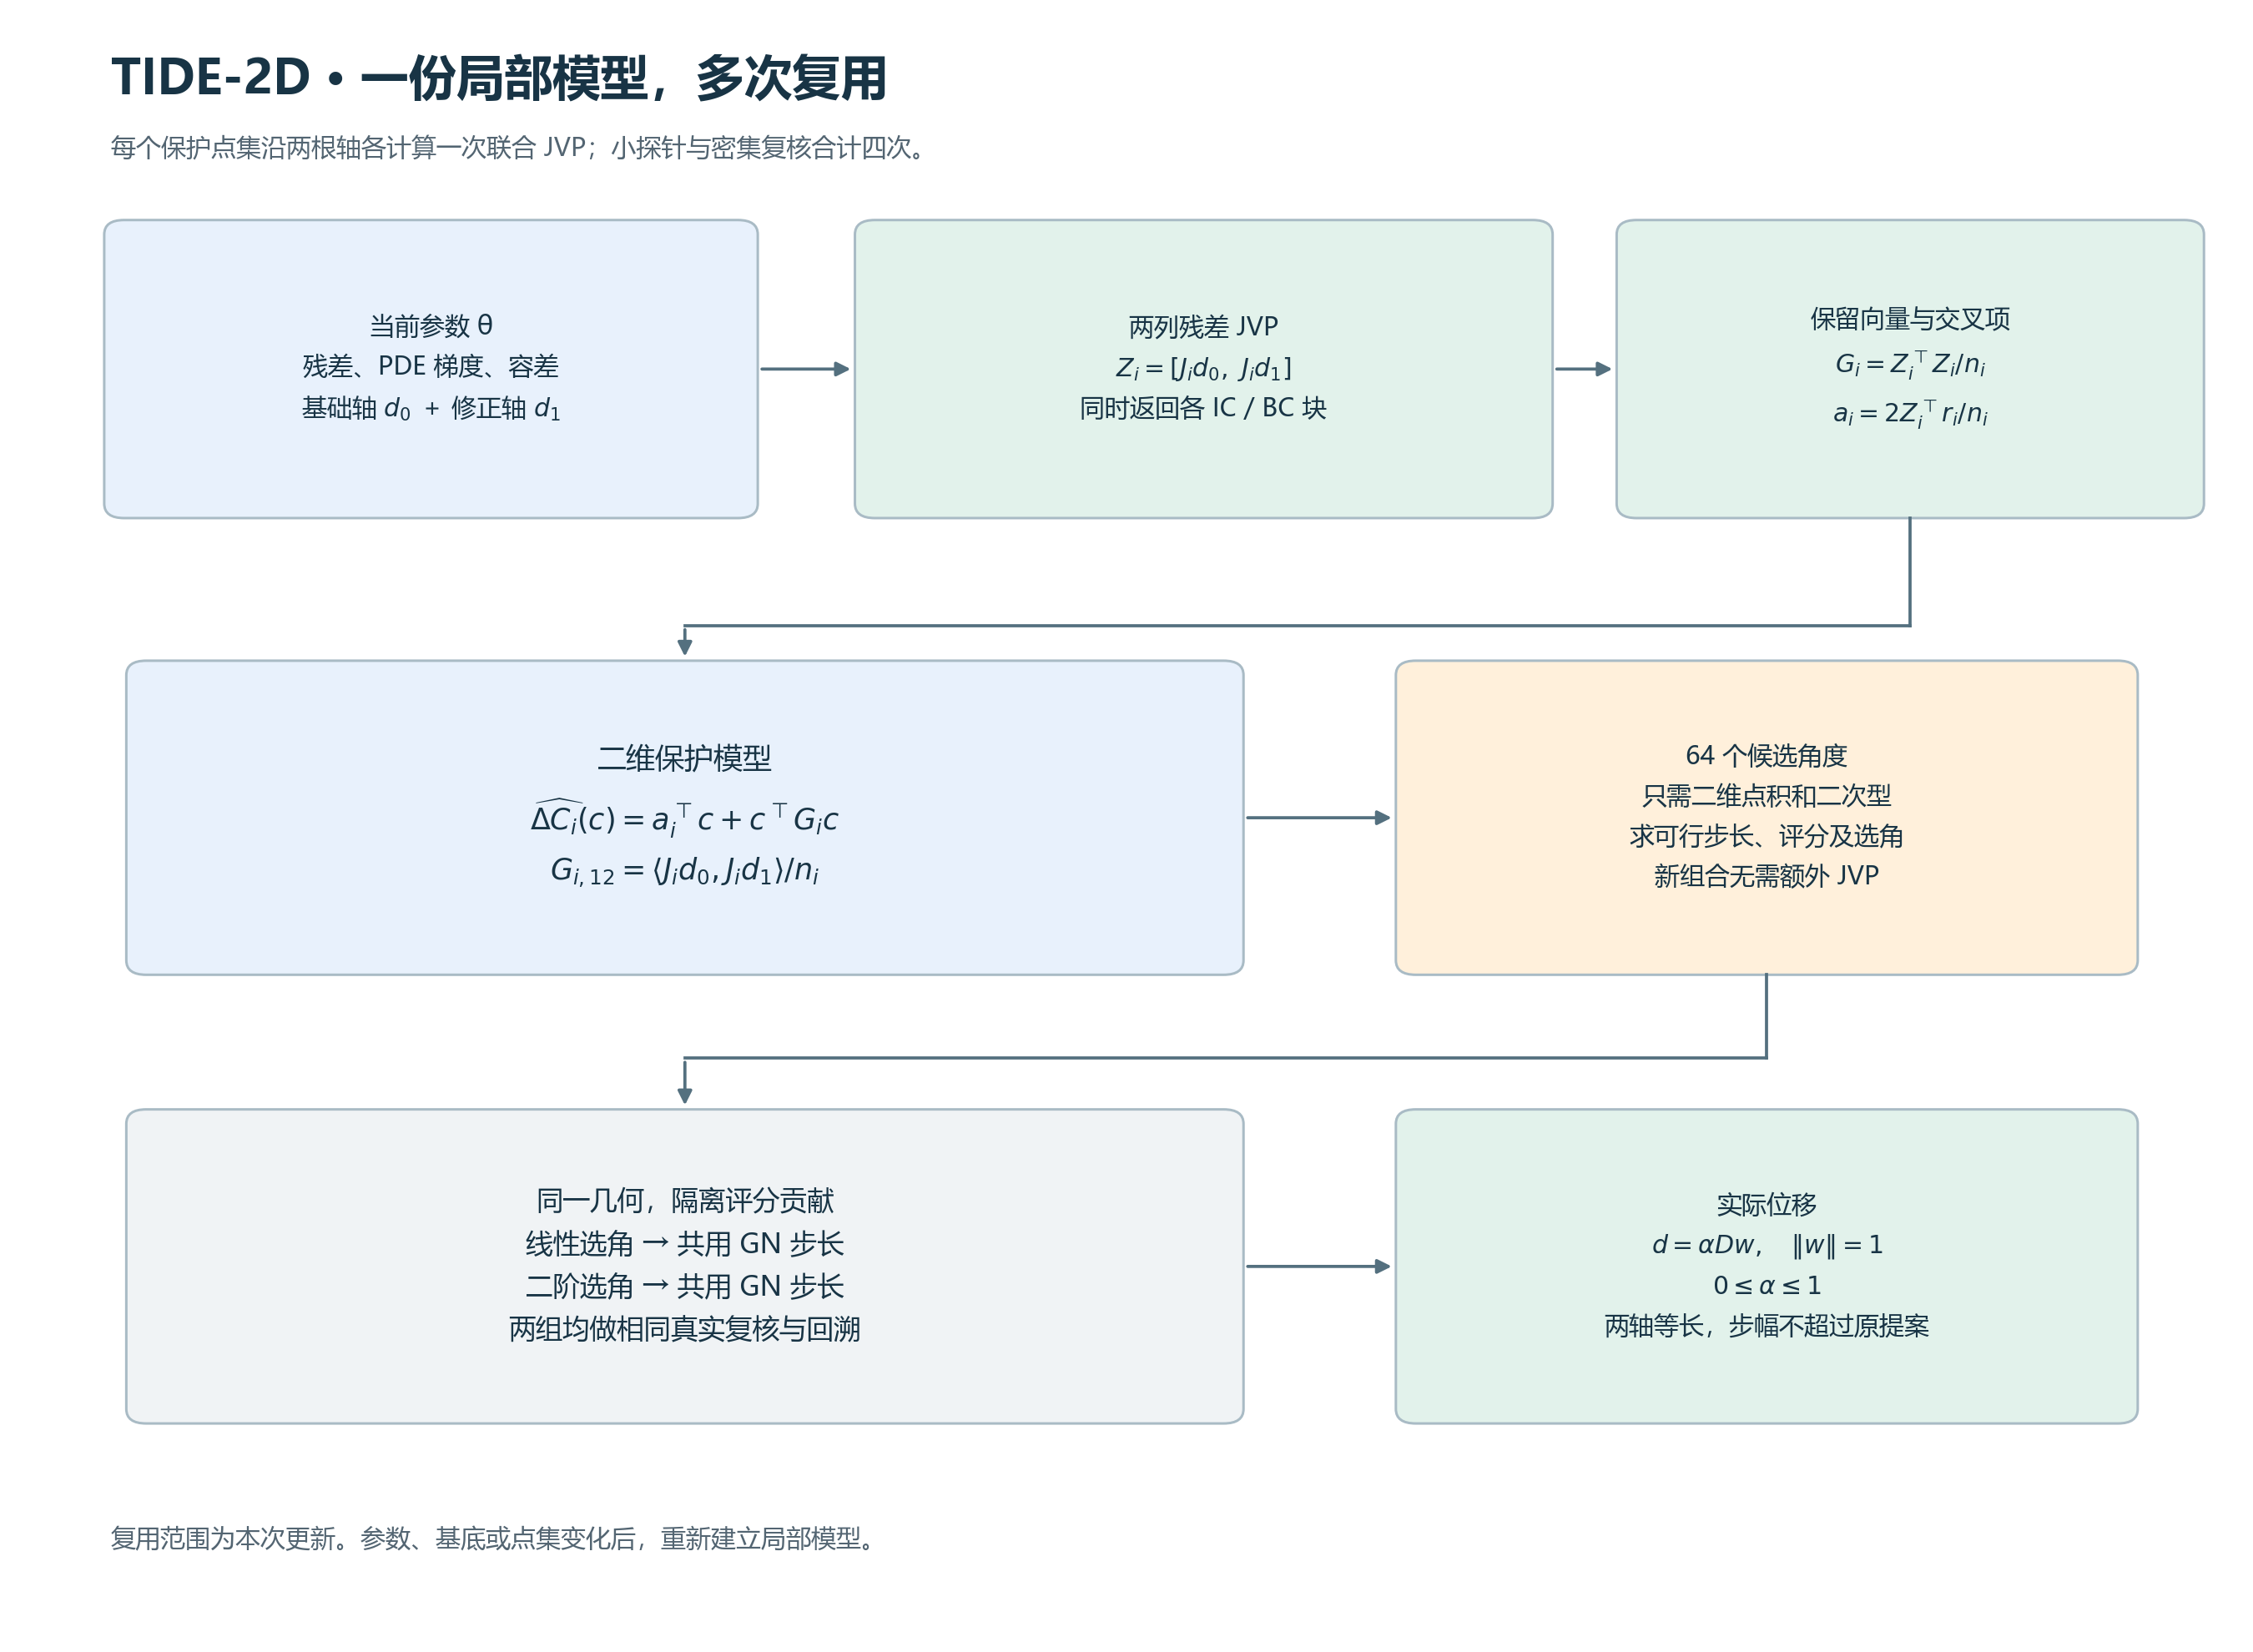 TIDE-2D • 一份局部模型，多次复用
每个保护点集沿两根轴各计算一次联合 JVP；小探针与密集复核合计四次。
当前参数 θ
残差、PDE 梯度、容差
基础轴 d₀ + 修正轴 d₁
两列残差 JVP
Zᵢ = [Jᵢd₀, Jᵢd₁]
同时返回各 IC / BC 块
保留向量与交叉项
Gᵢ = Zᵢ⊤Zᵢ/nᵢ
aᵢ = 2Zᵢ⊤rᵢ/nᵢ
二维保护模型
\widehat{ΔCᵢ}(c) = aᵢ⊤c + c⊤Gᵢc
Gᵢ,₁₂ = ⟨Jᵢd₀, Jᵢd₁⟩/nᵢ
64 个候选角度
只需二维点积和二次型
求可行步长、评分及选角
新组合无需额外 JVP
同一几何，隔离评分贡献
线性选角 → 共用 GN 步长
二阶选角 → 共用 GN 步长
两组均做相同真实复核与回溯
实际位移
d = αDw, ‖w‖ = 1
0 ≤ α ≤ 1
两轴等长，步幅不超过原提案
复用范围为本次更新。参数、基底或点集变化后，重新建立局部模型。